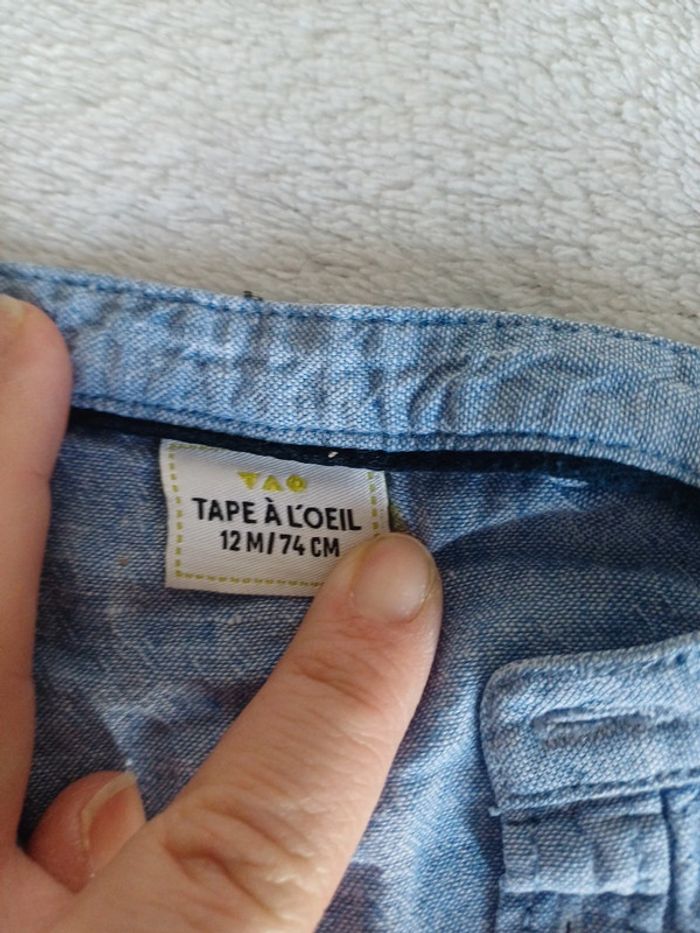 TAO
TAPE À L'OEIL
12 M/74 CM